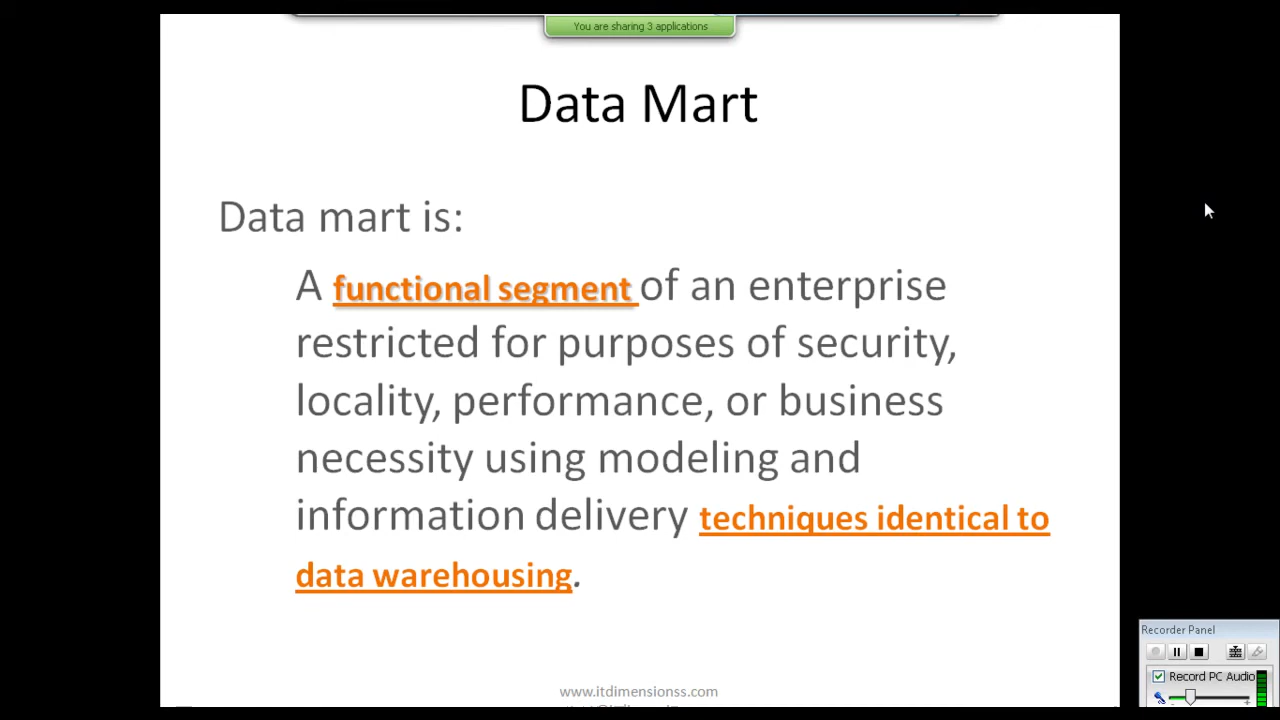 You are sharing 3 applications
Data Mart
Data mart is:
A functional segment of an enterprise
restricted for purposes of security,
locality, performance, or business
necessity using modeling and
information delivery techniques identical to
data warehousing.
www.itdimensionss.com
Recorder Panel
Record PC Audio